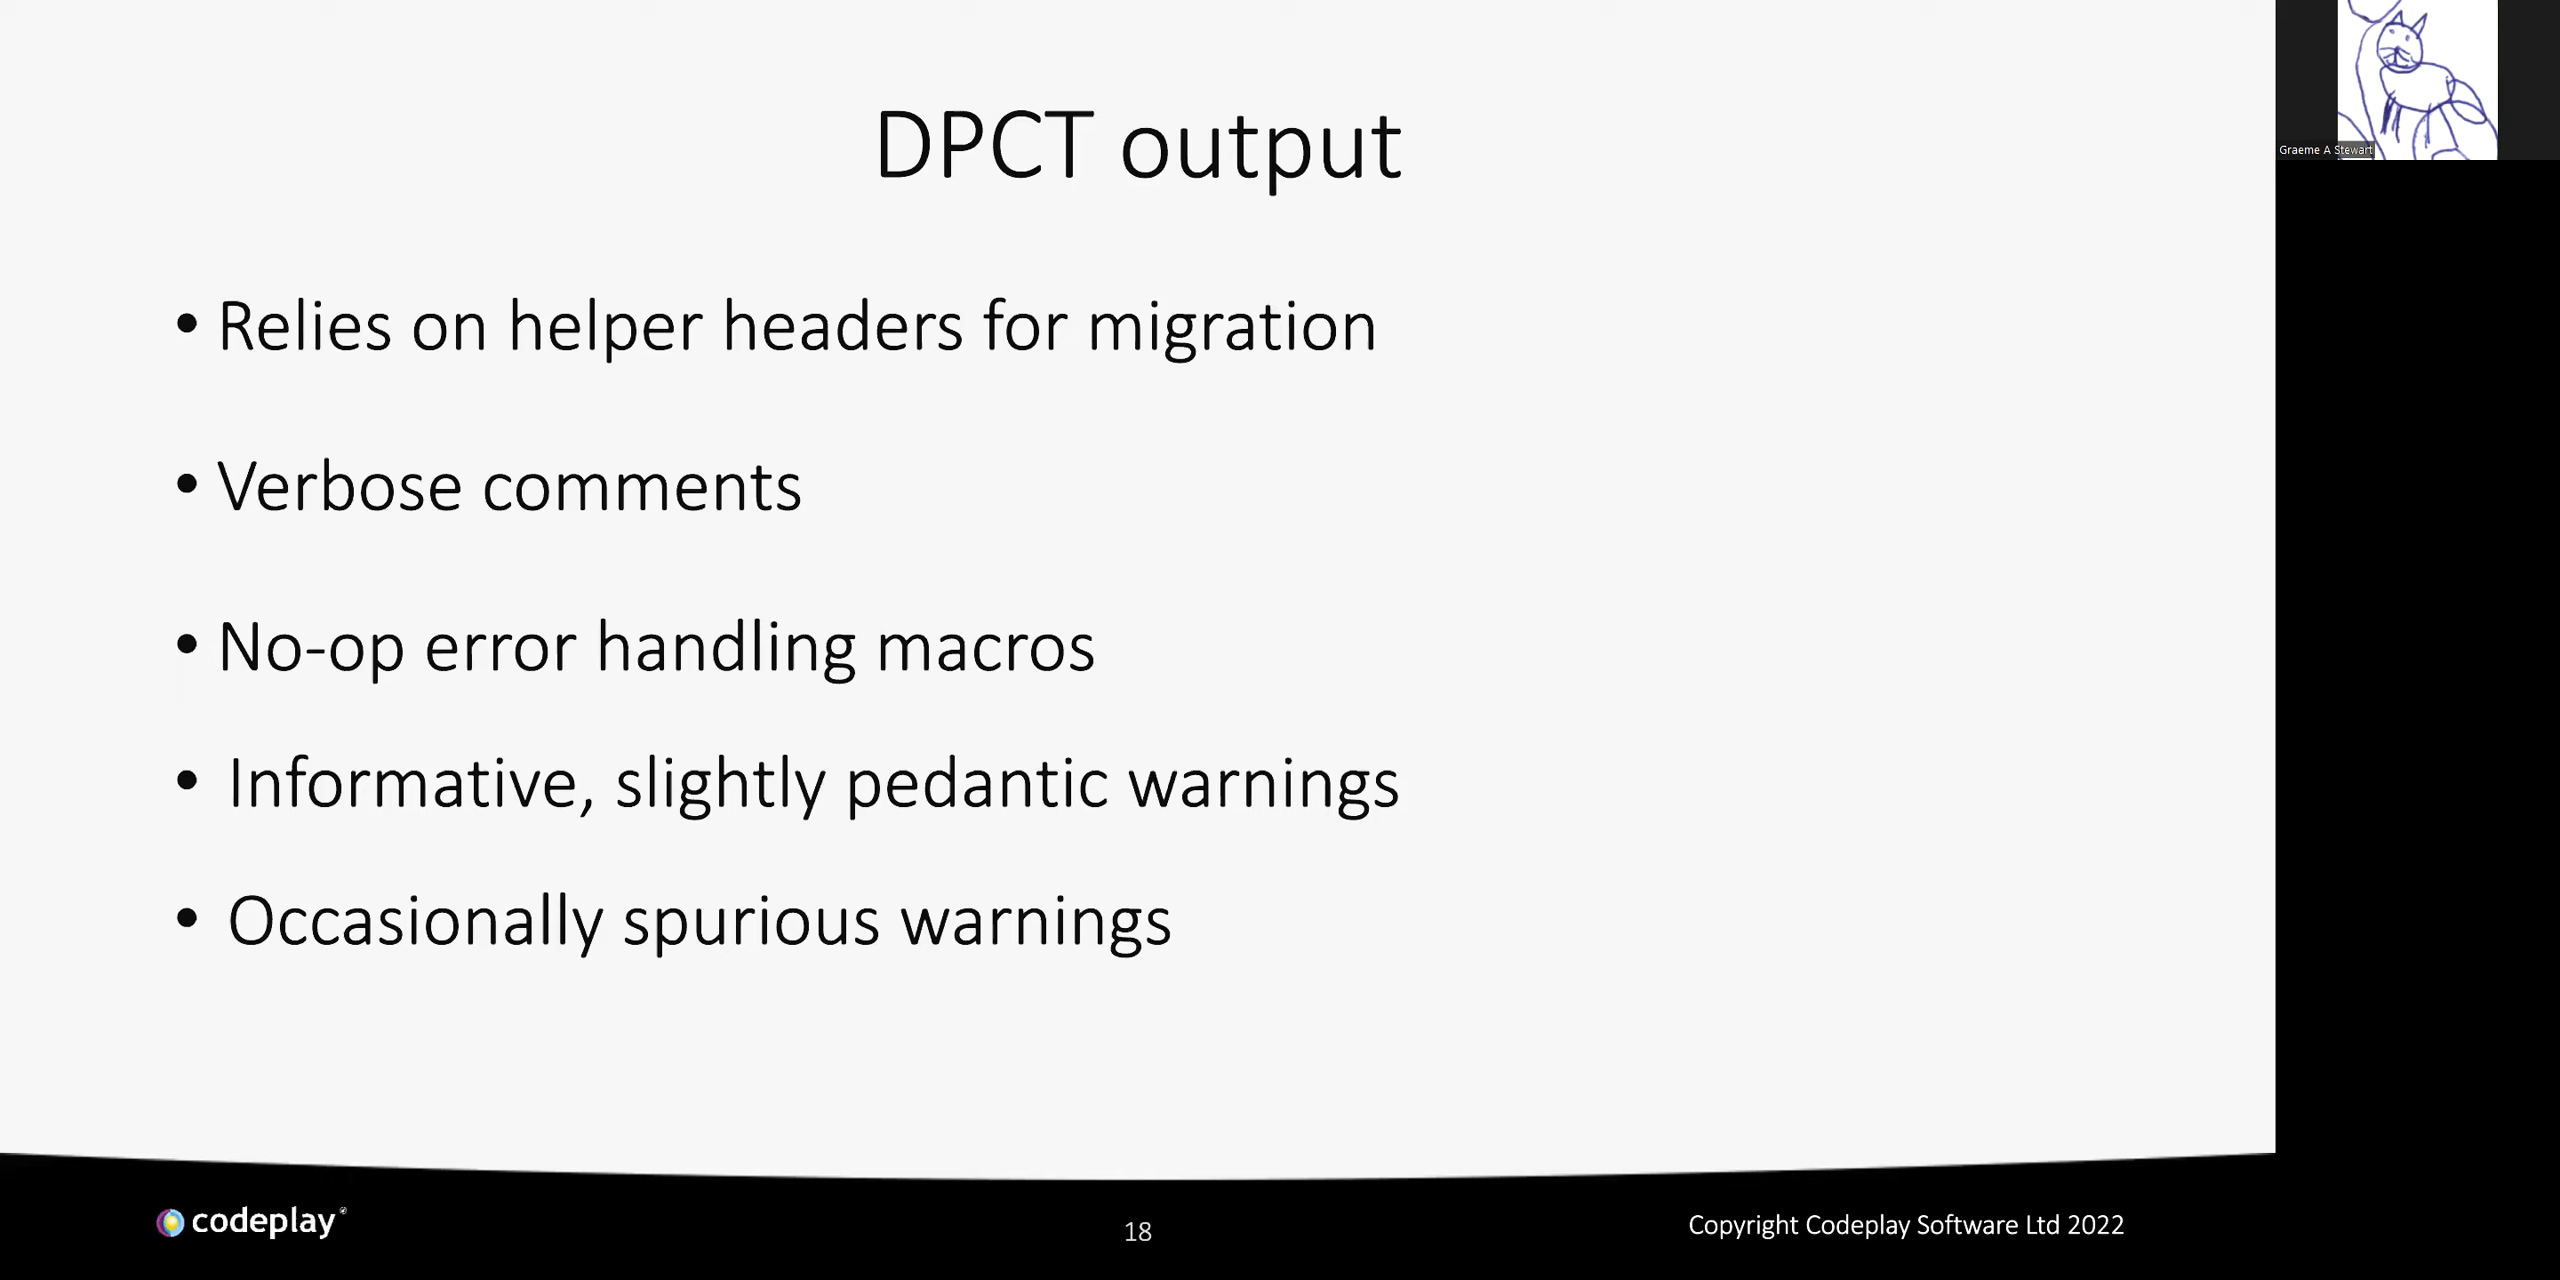 DPCT output
• Relies on helper headers for migration
• Verbose comments
• No-op error handling macros
• Informative, slightly pedantic warnings
• Occasionally spurious warnings
Graeme A Stewart
codeplay®
18
Copyright Codeplay Software Ltd 2022